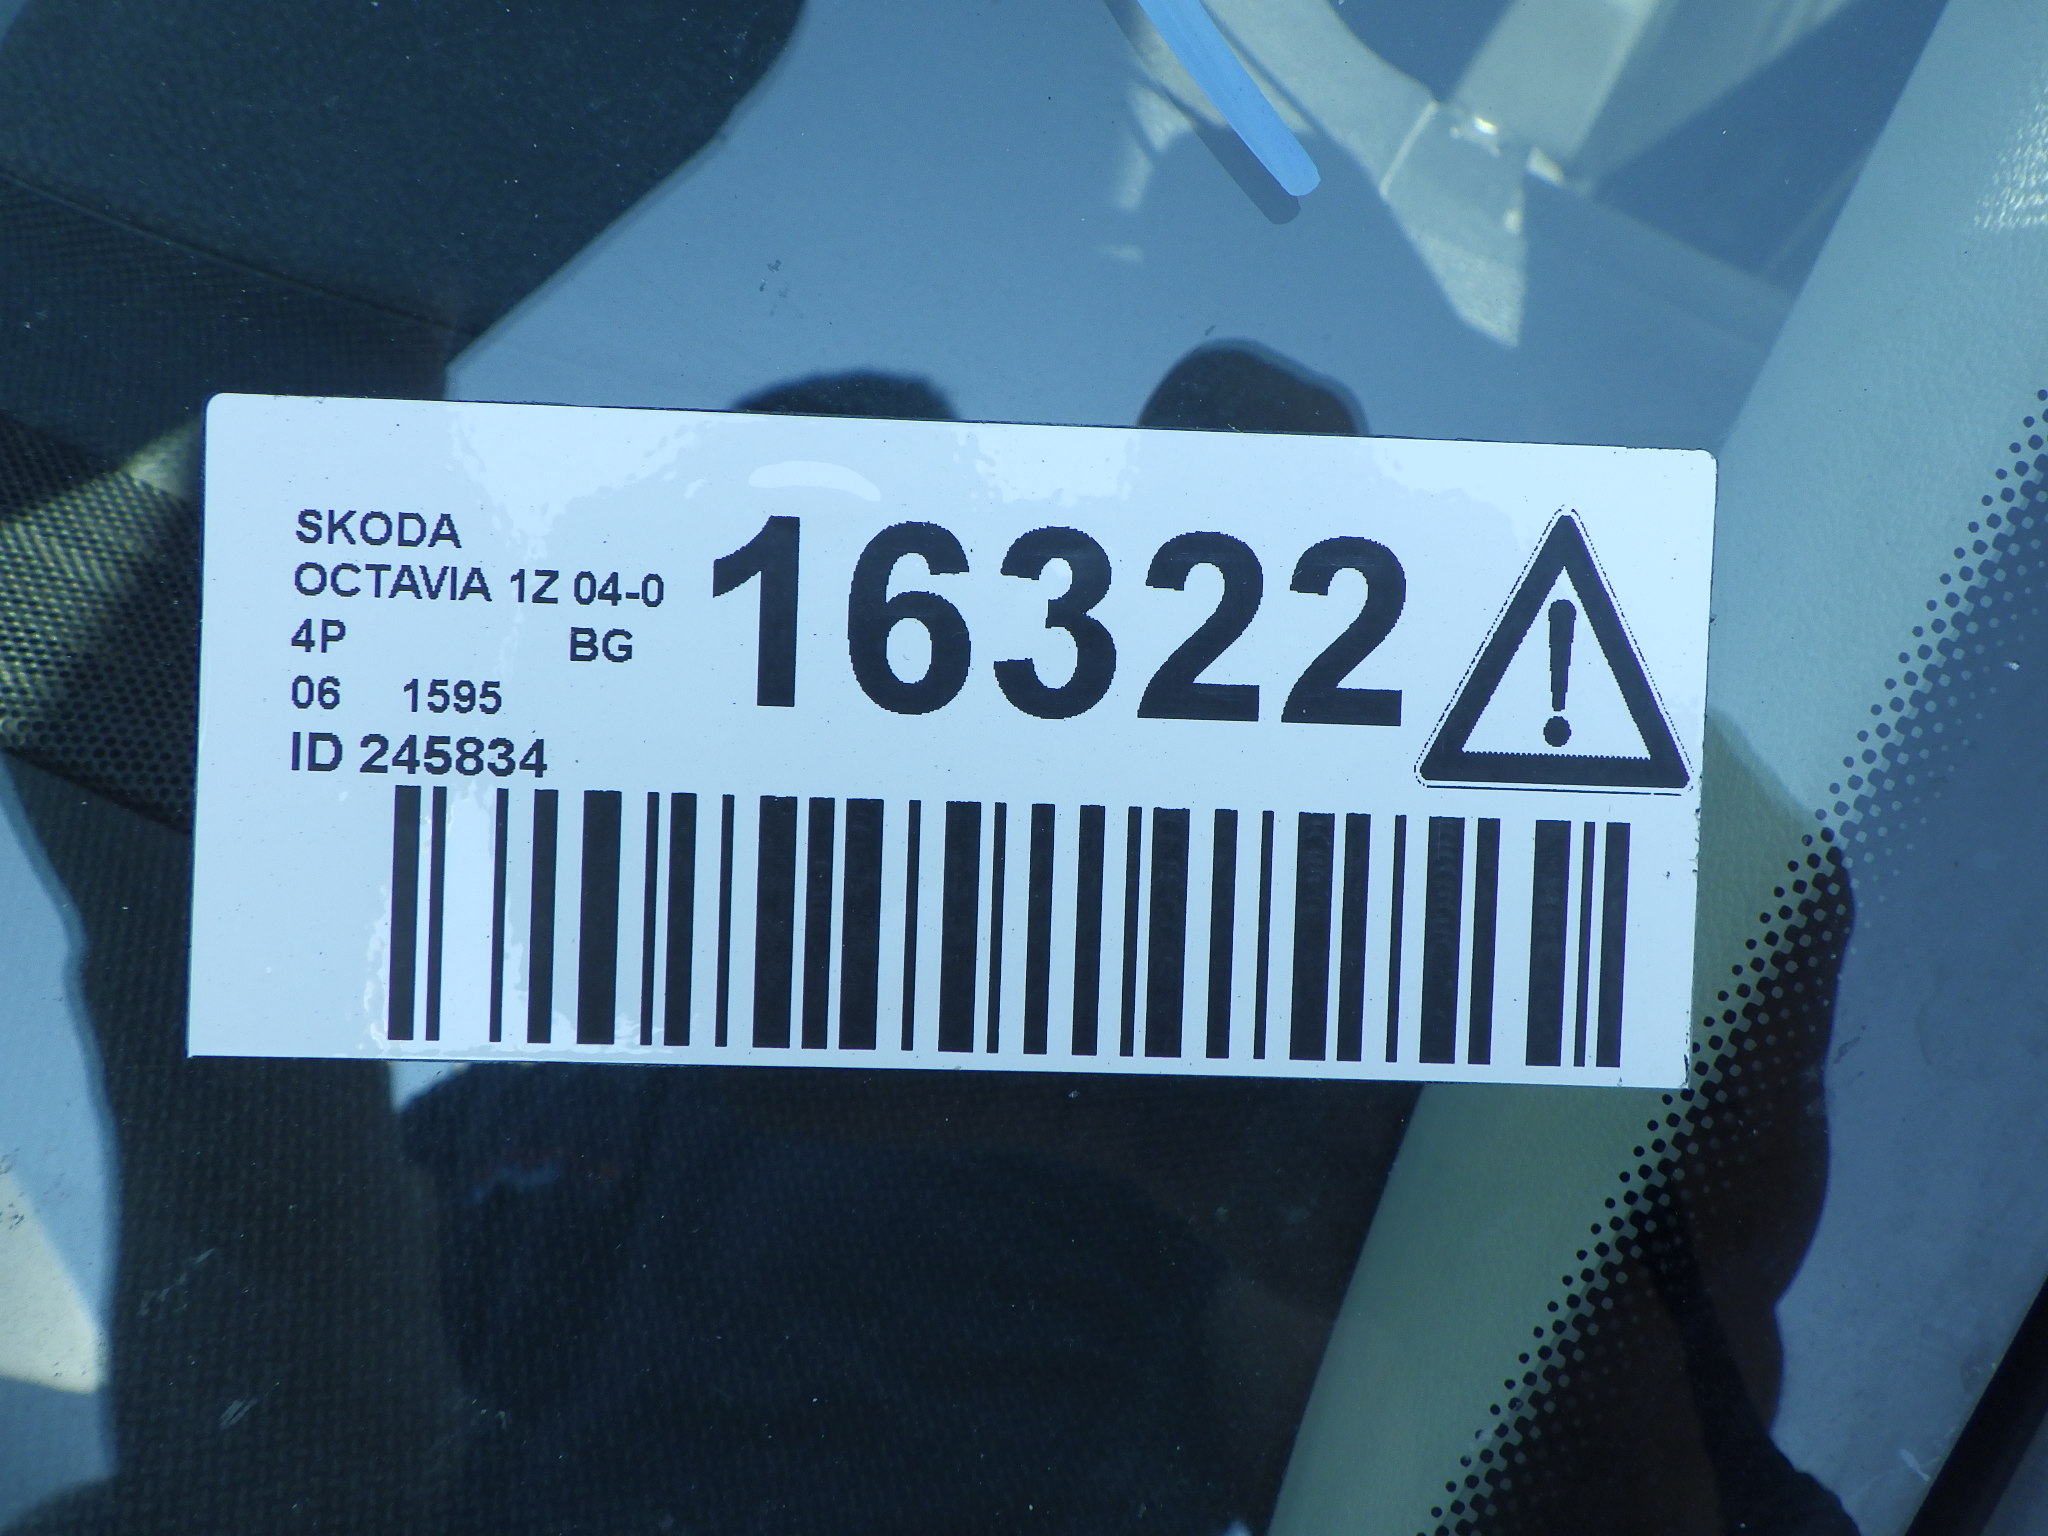 SKODA
OCTAVIA 1Z 04-0
4P BG
06 1595
ID 245834
16322